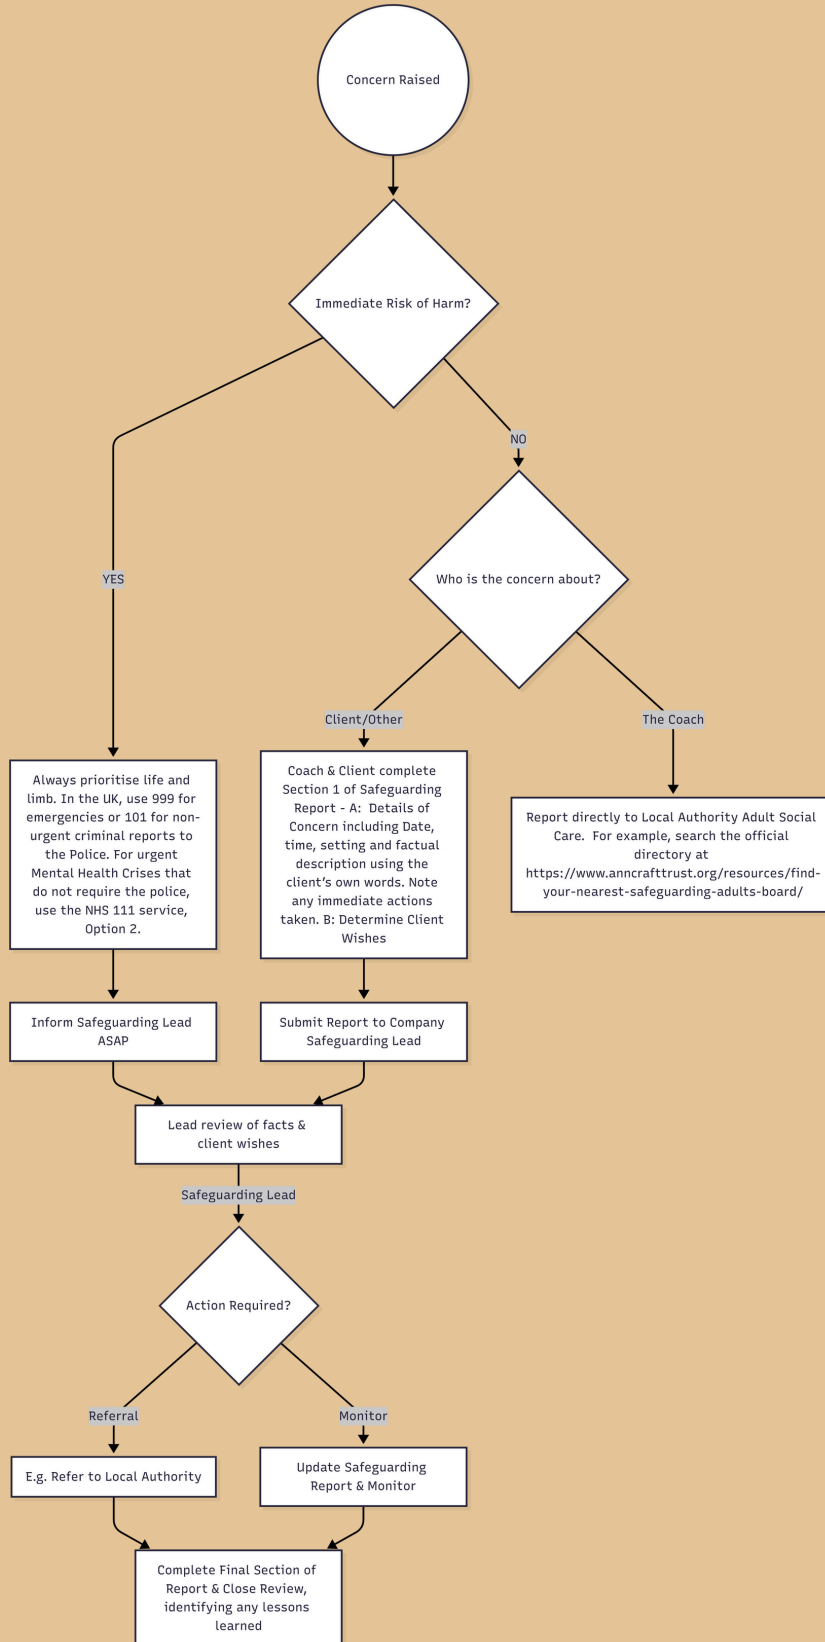 Concern Raised
Immediate Risk of Harm?
NO
YES
Who is the concern about?
Client/Other
The Coach
Always prioritise life and
limb. In the UK, use 999 for
emergencies or 101 for non-
urgent criminal reports to
the Police. For urgent
Mental Health Crises that
do not require the police,
use the NHS 111 service,
Option 2.
Coach & Client complete
Section 1 of Safeguarding
Report - A:  Details of
Concern including Date,
time, setting and factual
description using the
client's own words. Note
any immediate actions
taken. B: Determine Client
Wishes
Report directly to Local Authority Adult Social
Care.  For example, search the official
directory at
https://www.anncrafttrust.org/resources/find-
your-nearest-safeguarding-adults-board/
Inform Safeguarding Lead
ASAP
Submit Report to Company
Safeguarding Lead
Lead review of facts &
client wishes
Safeguarding Lead
Action Required?
Referral
Monitor
E.g. Refer to Local Authority
Update Safeguarding
Report & Monitor
Complete Final Section of
Report & Close Review,
identifying any lessons
learned